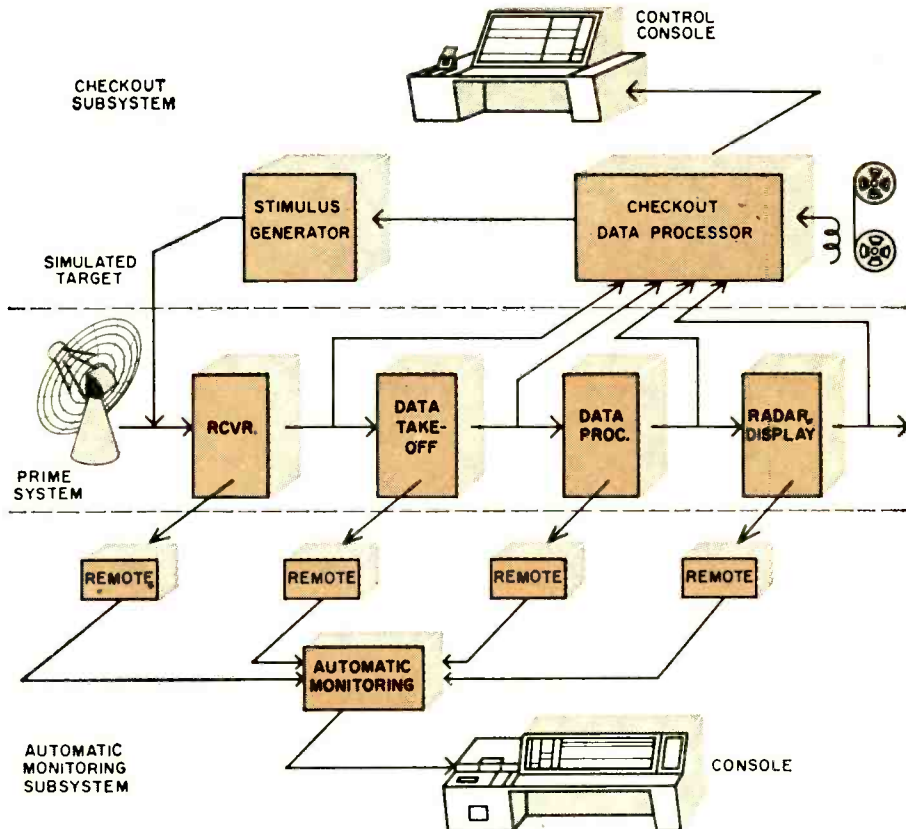 CONTROL
CONSOLE
CHECKOUT
SUBSYSTEM
STIMULUS
GENERATOR
CHECKOUT
DATA PROCESSOR
SIMULATED
TARGET
RCVR.
DATA
TAKE-
OFF
DATA
PROC.
RADAR
DISPLAY
PRIME
SYSTEM
REMOTE
REMOTE
REMOTE
REMOTE
AUTOMATIC
MONITORING
AUTOMATIC
MONITORING
SUBSYSTEM
CONSOLE